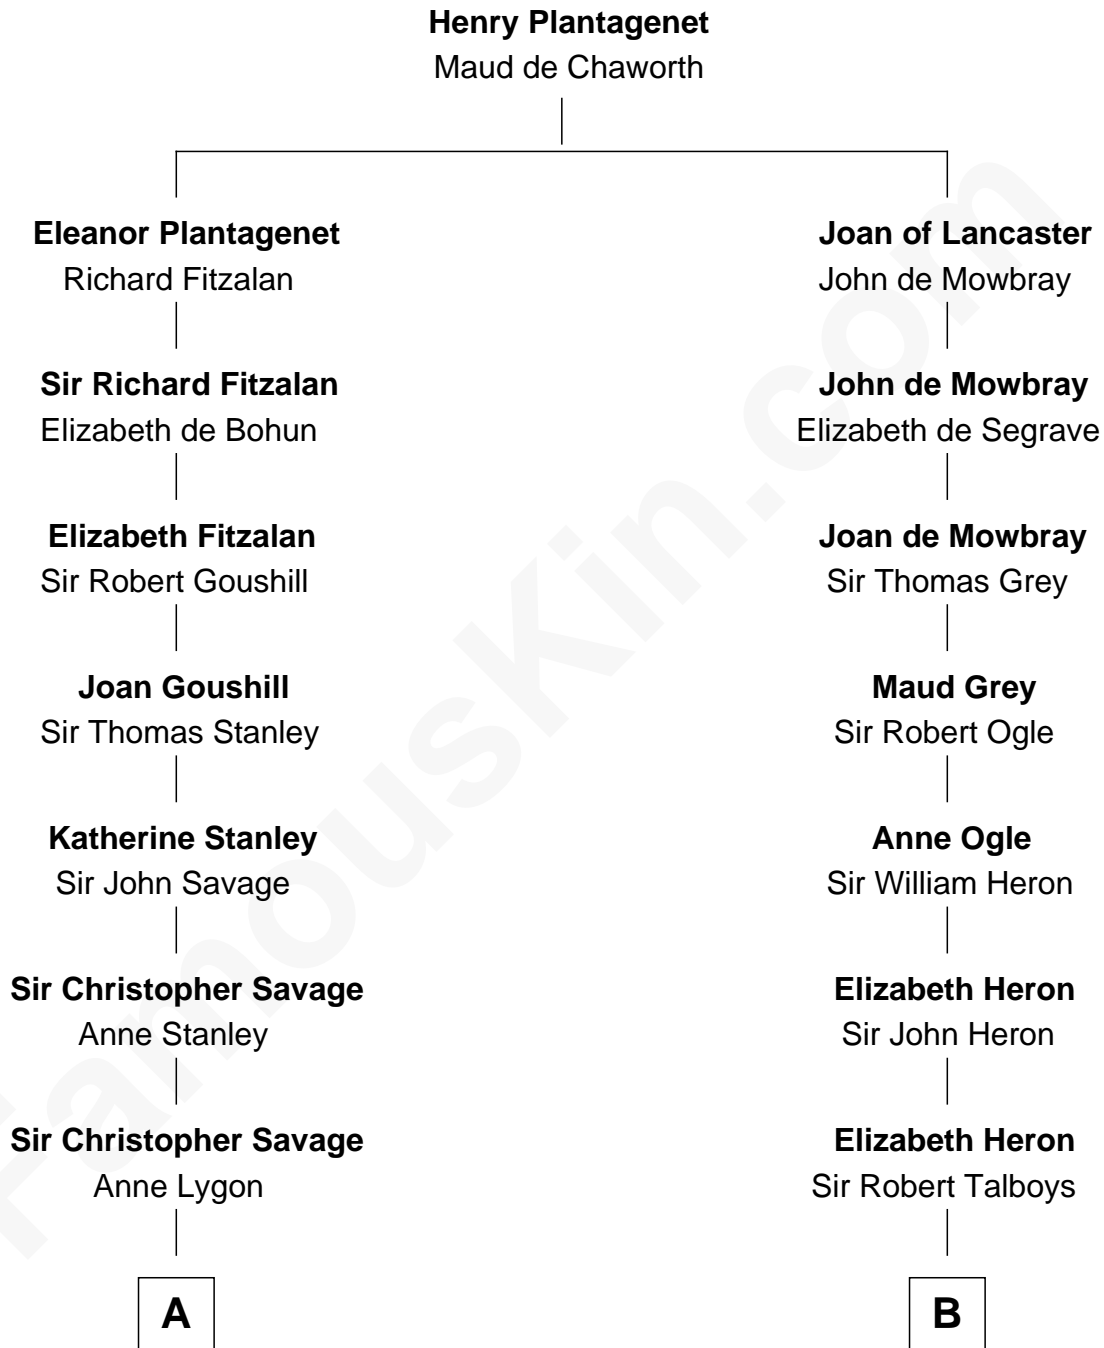 Henry Plantagenet
Maud de Chaworth
Eleanor Plantagenet
Richard Fitzalan
Joan of Lancaster
John de Mowbray
Sir Richard Fitzalan
Elizabeth de Bohun
John de Mowbray
Elizabeth de Segrave
Elizabeth Fitzalan
Sir Robert Goushill
Joan de Mowbray
Sir Thomas Grey
Joan Goushill
Sir Thomas Stanley
Maud Grey
Sir Robert Ogle
Katherine Stanley
Sir John Savage
Anne Ogle
Sir William Heron
Sir Christopher Savage
Anne Stanley
Elizabeth Heron
Sir John Heron
Sir Christopher Savage
Anne Lygon
Elizabeth Heron
Sir Robert Talboys
A
B
FamousKin.com